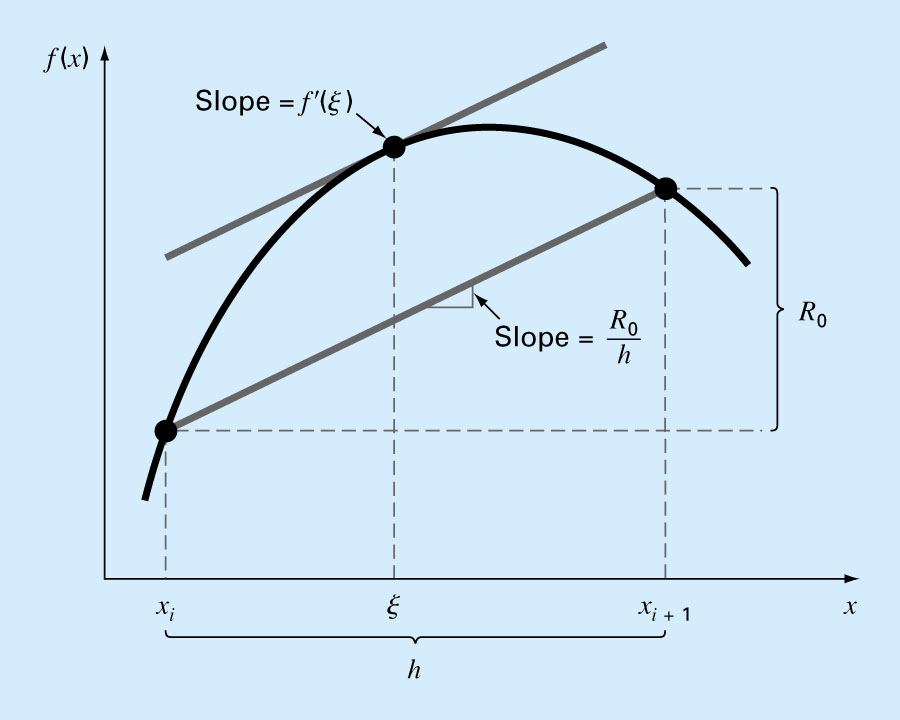 f(x)
Slope = f′(ξ)
R₀
Slope = R₀/h
xᵢ
ξ
xᵢ₊₁
x
h